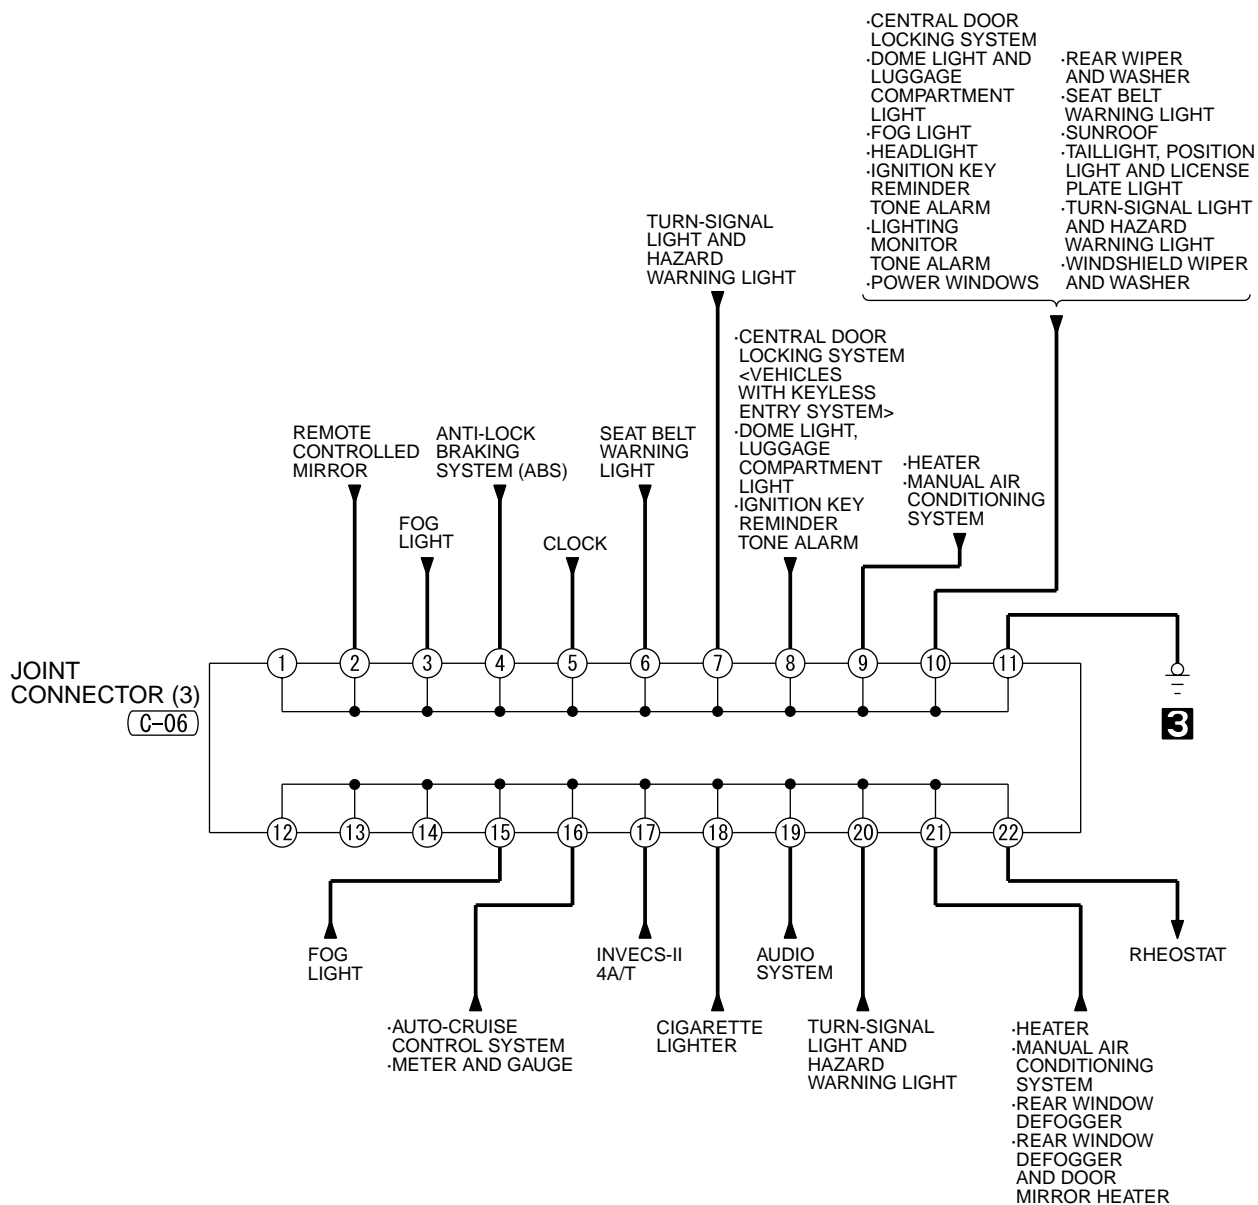 ·CENTRAL DOOR
LOCKING SYSTEM
·DOME LIGHT AND
LUGGAGE
COMPARTMENT
LIGHT
·FOG LIGHT
·HEADLIGHT
·IGNITION KEY
REMINDER
TONE ALARM
·LIGHTING
MONITOR
TONE ALARM
·POWER WINDOWS
·REAR WIPER
AND WASHER
·SEAT BELT
WARNING LIGHT
·SUNROOF
·TAILLIGHT, POSITION
LIGHT AND LICENSE
PLATE LIGHT
·TURN-SIGNAL LIGHT
AND HAZARD
WARNING LIGHT
·WINDSHIELD WIPER
AND WASHER
TURN-SIGNAL
LIGHT AND
HAZARD
WARNING LIGHT
·CENTRAL DOOR
LOCKING SYSTEM
<VEHICLES
WITH KEYLESS
ENTRY SYSTEM>
·DOME LIGHT,
LUGGAGE
COMPARTMENT
LIGHT
·IGNITION KEY
REMINDER
TONE ALARM
REMOTE
CONTROLLED
MIRROR
ANTI-LOCK
BRAKING
SYSTEM (ABS)
SEAT BELT
WARNING
LIGHT
·HEATER
·MANUAL AIR
CONDITIONING
SYSTEM
FOG
LIGHT
CLOCK
1 2 3 4 5 6 7 8 9 10 11
JOINT
CONNECTOR (3)
C-06
3
12 13 14 15 16 17 18 19 20 21 22
FOG
LIGHT
INVECS-II
4A/T
AUDIO
SYSTEM
RHEOSTAT
·AUTO-CRUISE
CONTROL SYSTEM
·METER AND GAUGE
CIGARETTE
LIGHTER
TURN-SIGNAL
LIGHT AND
HAZARD
WARNING LIGHT
·HEATER
·MANUAL AIR
CONDITIONING
SYSTEM
·REAR WINDOW
DEFOGGER
·REAR WINDOW
DEFOGGER
AND DOOR
MIRROR HEATER